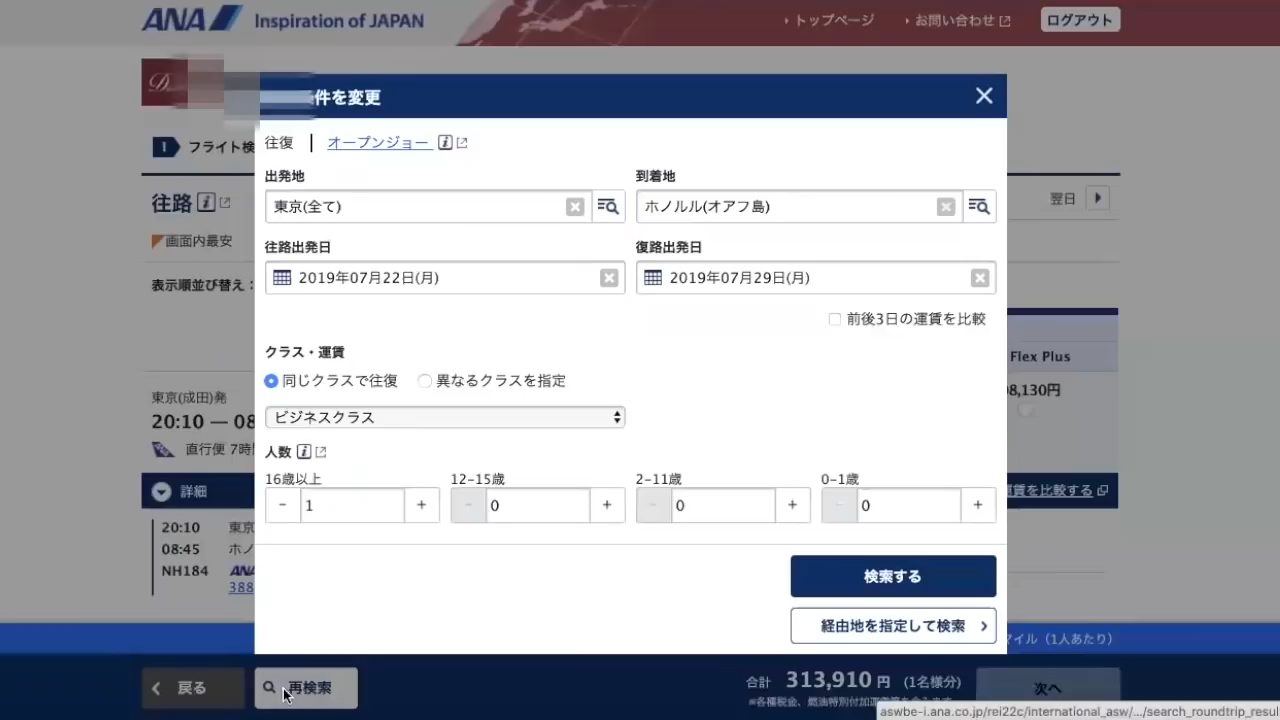 ANA Inspiration of JAPAN
トップページ
お問い合わせ
ログアウト
件を変更
1 フライト検
往復
オープンジョー
出発地
到着地
往路
東京(全て)
ホノルル(オアフ島)
翌日
画面内最安
往路出発日
復路出発日
2019年07月22日(月)
2019年07月29日(月)
表示順並び替え：
前後3日の運賃を比較
クラス・運賃
Flex Plus
同じクラスで往復
異なるクラスを指定
8,130円
東京(成田)発
20:10 — 08
ビジネスクラス
直行便 7時
人数
16歳以上
12-15歳
2-11歳
0-1歳
詳細
運賃を比較する
- 1 +
- 0 +
- 0 +
- 0 +
20:10 東京
08:45 ホノ
NH184 ANA
388
検索する
経由地を指定して検索
マイル（1人あたり）
戻る
再検索
合計 313,910 円 (1名様分)
次へ
※各種税金、燃油特別付加運賃等を含みます
aswbe-i.ana.co.jp/rei22c/international_asw/.../search_roundtrip_resul